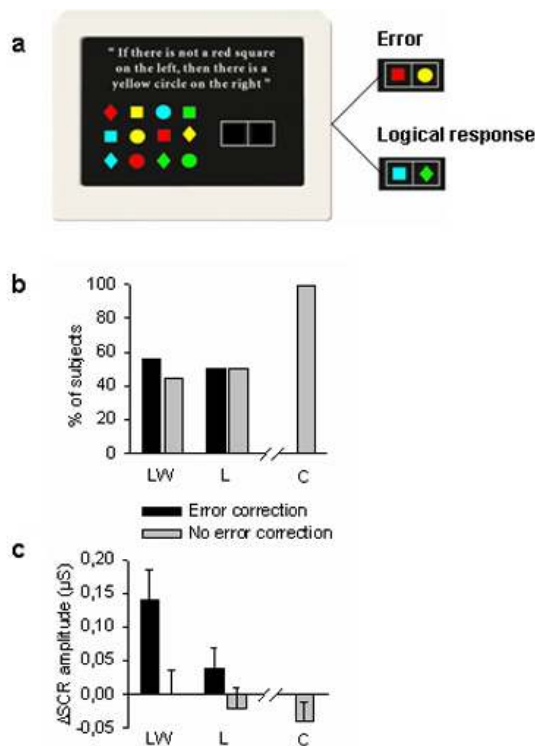 a
" If there is not a red square
on the left, then there is a
yellow circle on the right "
Error
Logical response
b
% of subjects
100
80
60
40
20
0
LW
L
C
Error correction
No error correction
c
ΔSCR amplitude (µS)
0,20
0,15
0,10
0,05
0,00
-0,05
LW
L
C